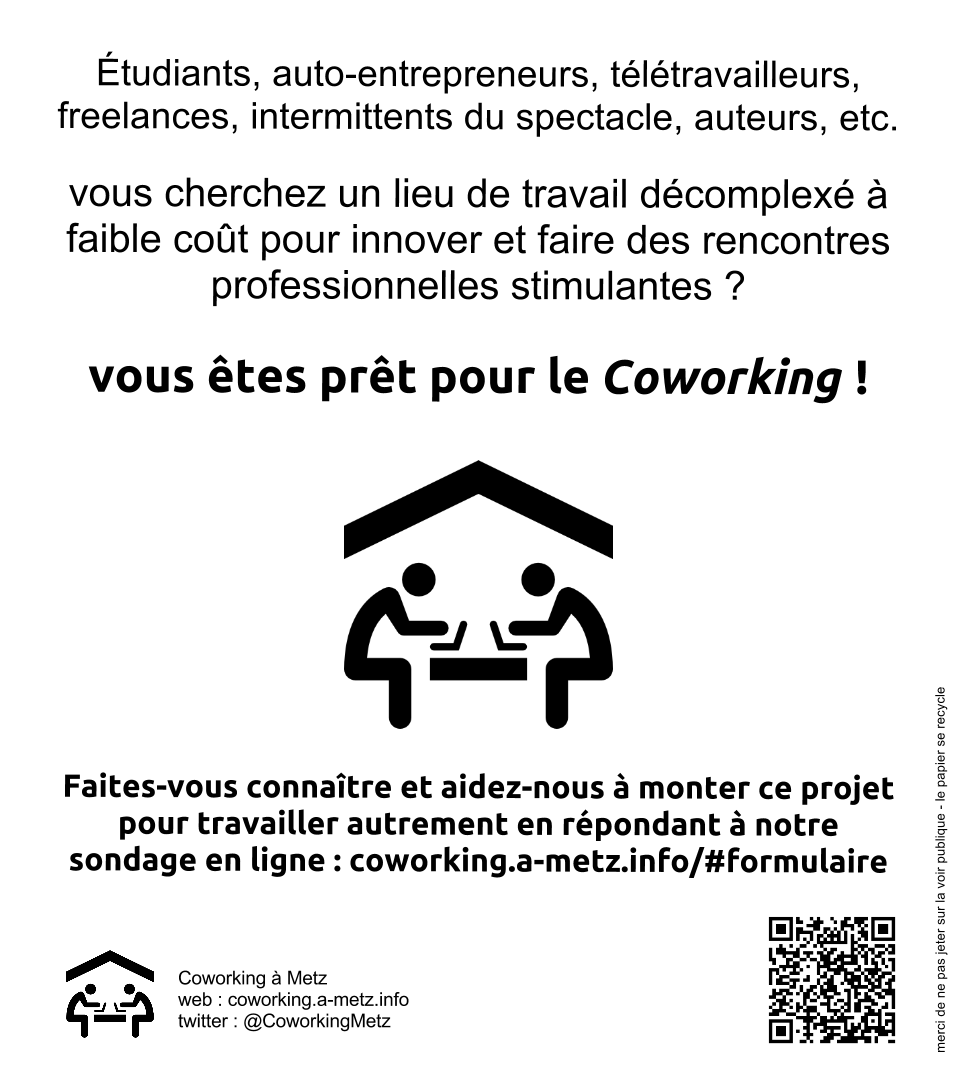 Étudiants, auto-entrepreneurs, télétravailleurs,
freelances, intermittents du spectacle, auteurs, etc.
vous cherchez un lieu de travail décomplexé à
faible coût pour innover et faire des rencontres
professionnelles stimulantes ?
vous êtes prêt pour le Coworking !
Faites-vous connaître et aidez-nous à monter ce projet
pour travailler autrement en répondant à notre
sondage en ligne : coworking.a-metz.info/#formulaire
Coworking à Metz
web : coworking.a-metz.info
twitter : @CoworkingMetz
merci de ne pas jeter sur la voir publique - le papier se recycle